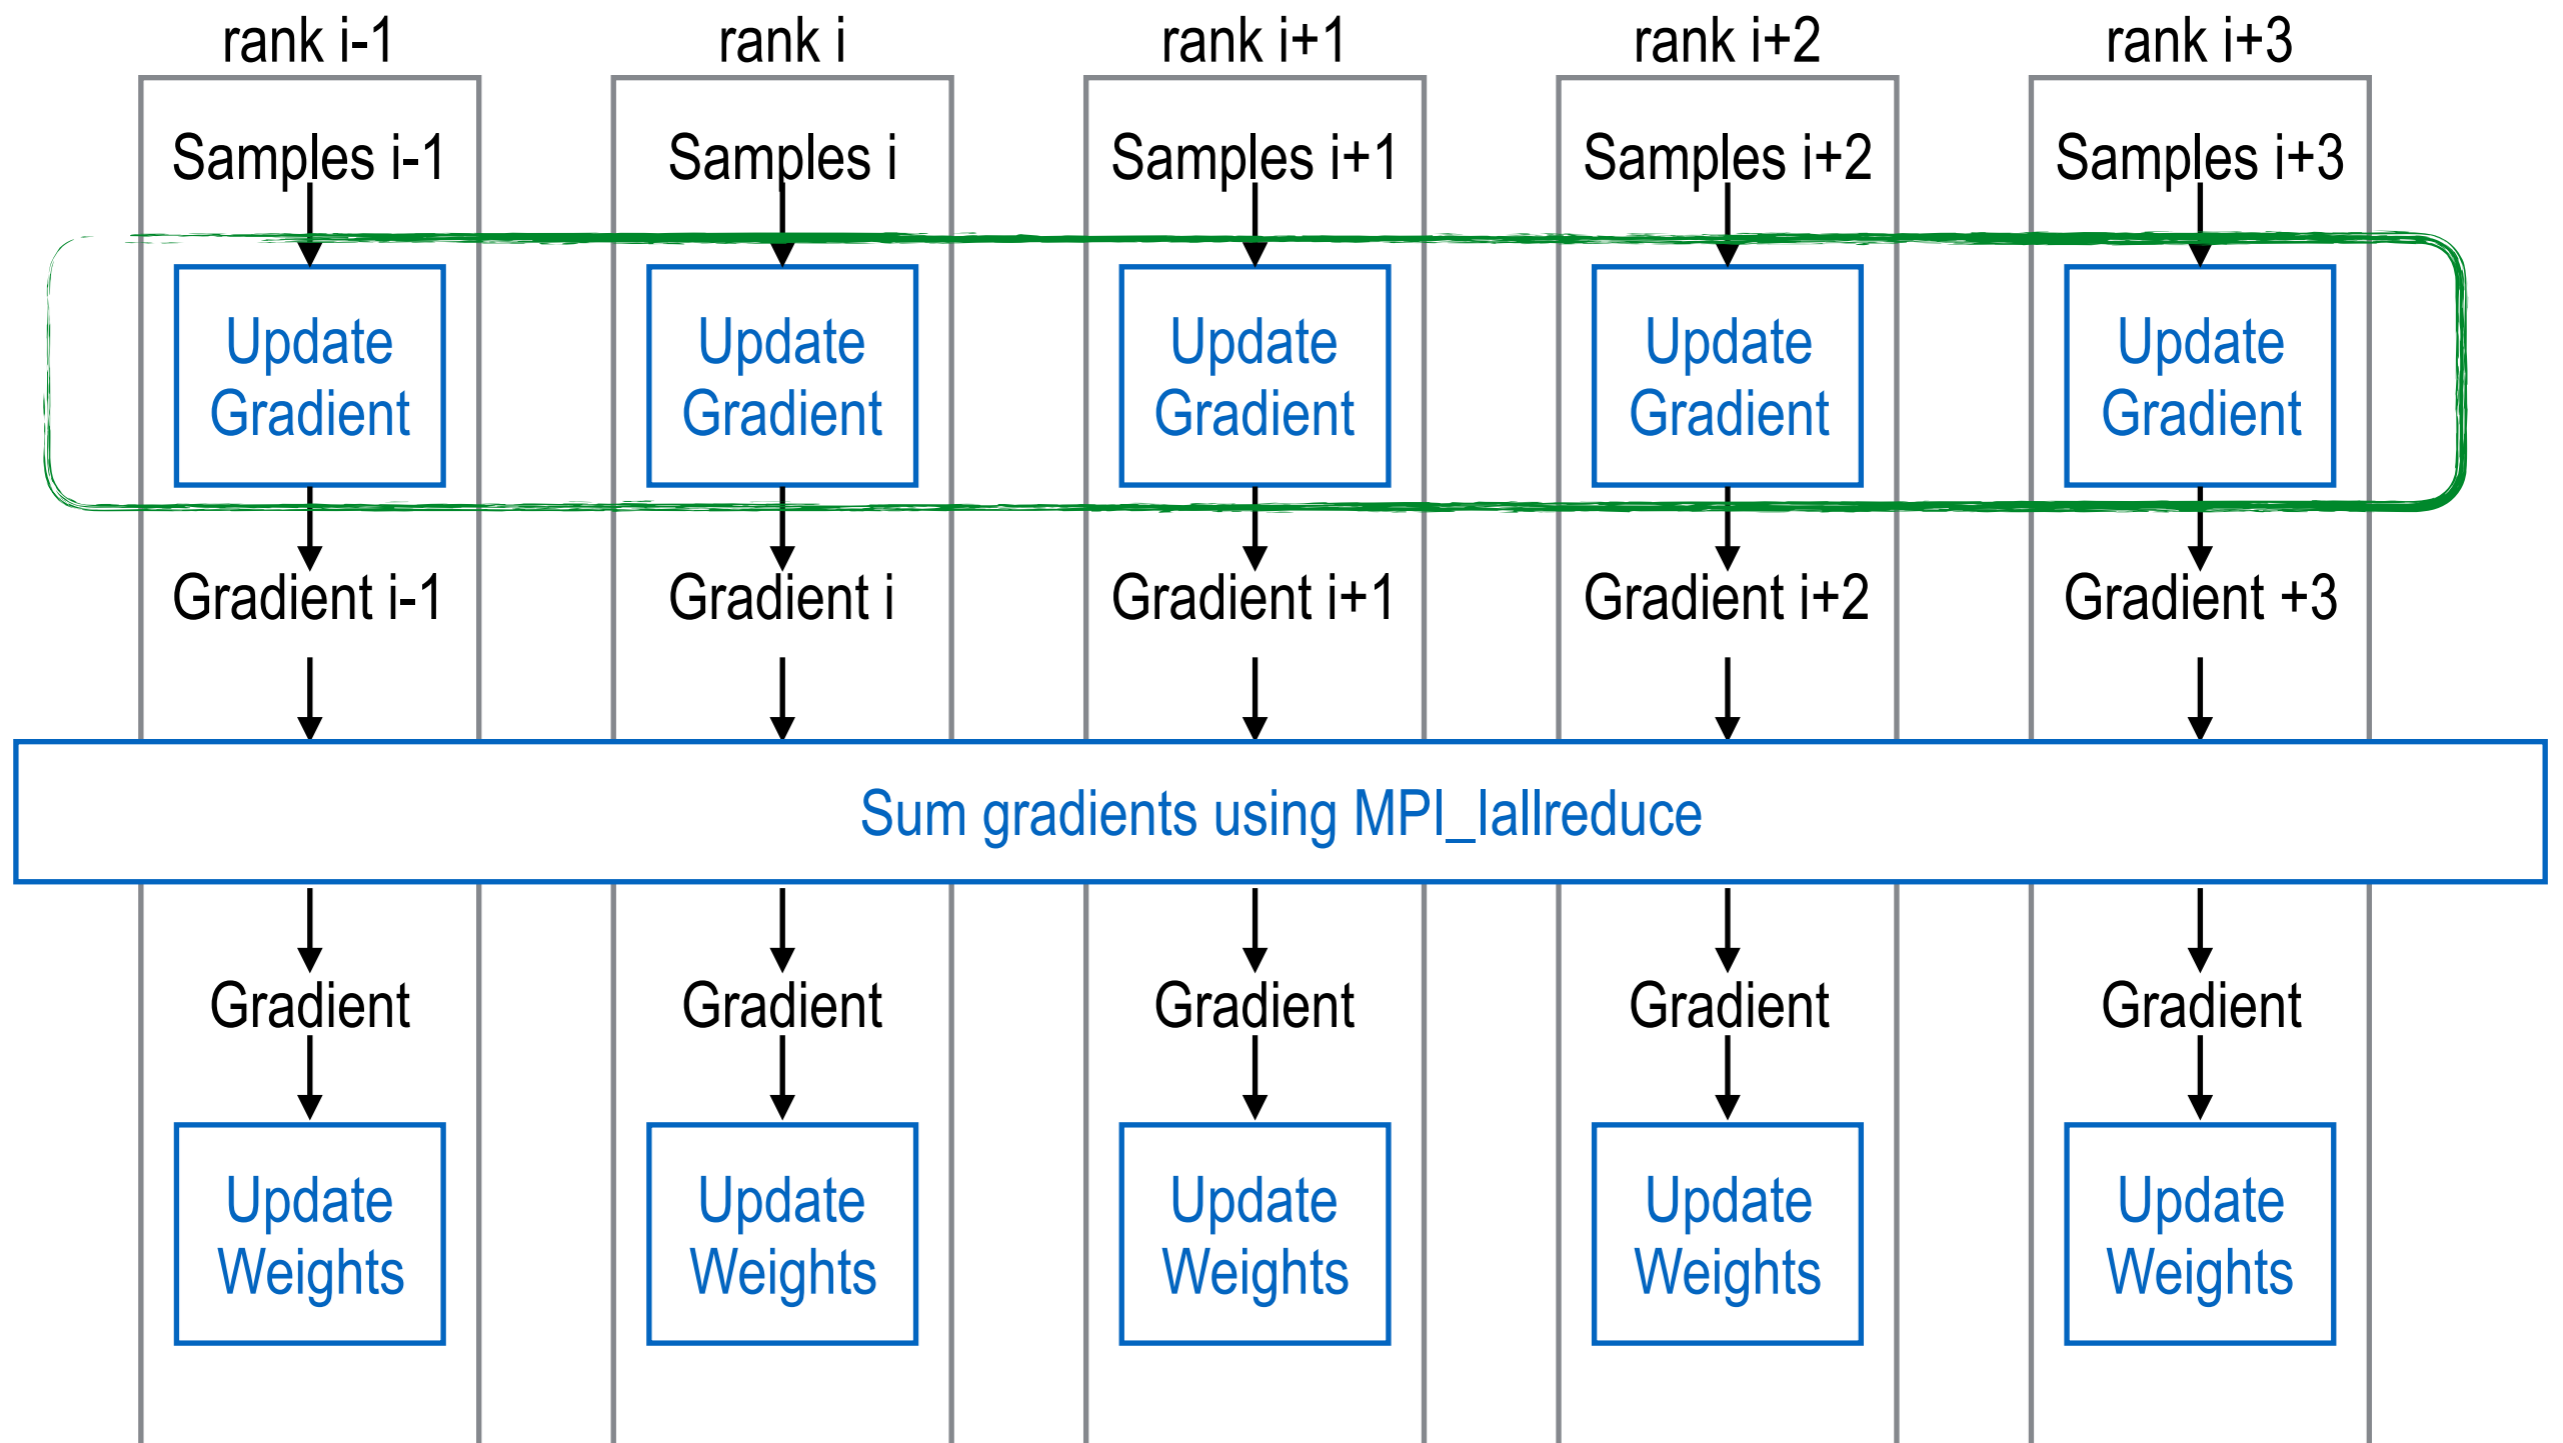 rank i-1
rank i
rank i+1
rank i+2
rank i+3
Samples i-1
Samples i
Samples i+1
Samples i+2
Samples i+3
Update
Gradient
Update
Gradient
Update
Gradient
Update
Gradient
Update
Gradient
Gradient i-1
Gradient i
Gradient i+1
Gradient i+2
Gradient +3
Sum gradients using MPI_Iallreduce
Gradient
Gradient
Gradient
Gradient
Gradient
Update
Weights
Update
Weights
Update
Weights
Update
Weights
Update
Weights